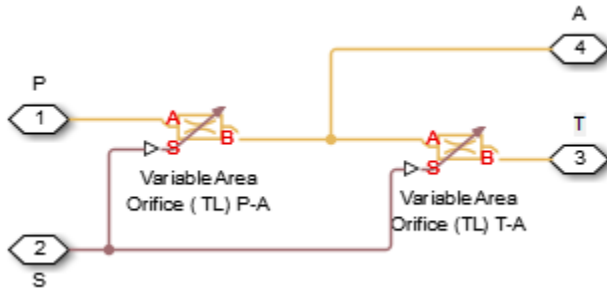 A
4
P
1
T
3
A
B
S
A
B
S
Variable Area
Orifice ( TL) P-A
Variable Area
Orifice (TL) T-A
2
S